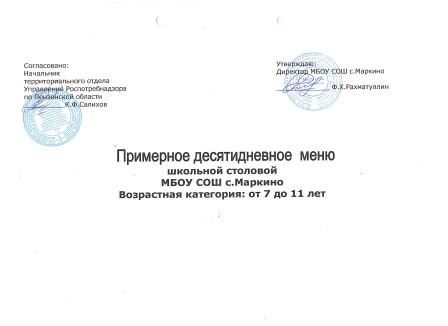 Согласовано:
Начальник
территориального отдела
Управления Роспотребнадзора
по Пензенской области
К.Ф.Салихов
Утверждаю:
Директор МБОУ СОШ с.Маркино
Ф.Х.Рахматуллин
Примерное десятидневное меню
школьной столовой
МБОУ СОШ с.Маркино
Возрастная категория: от 7 до 11 лет